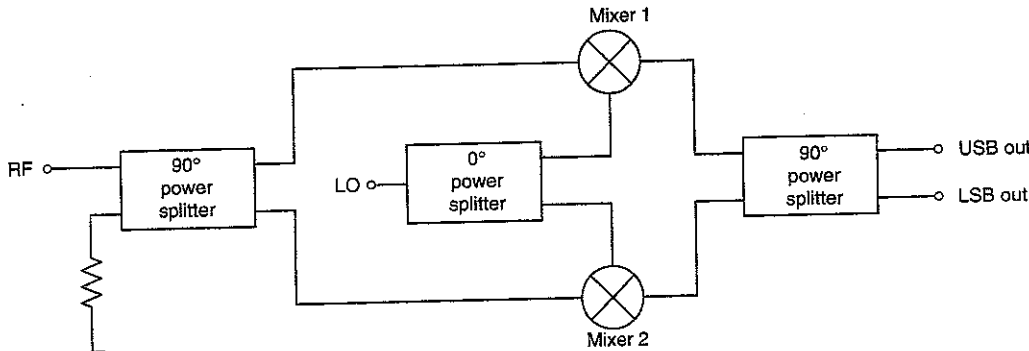 Mixer 1
RF
90°
power
splitter
LO
0°
power
splitter
90°
power
splitter
USB out
LSB out
Mixer 2